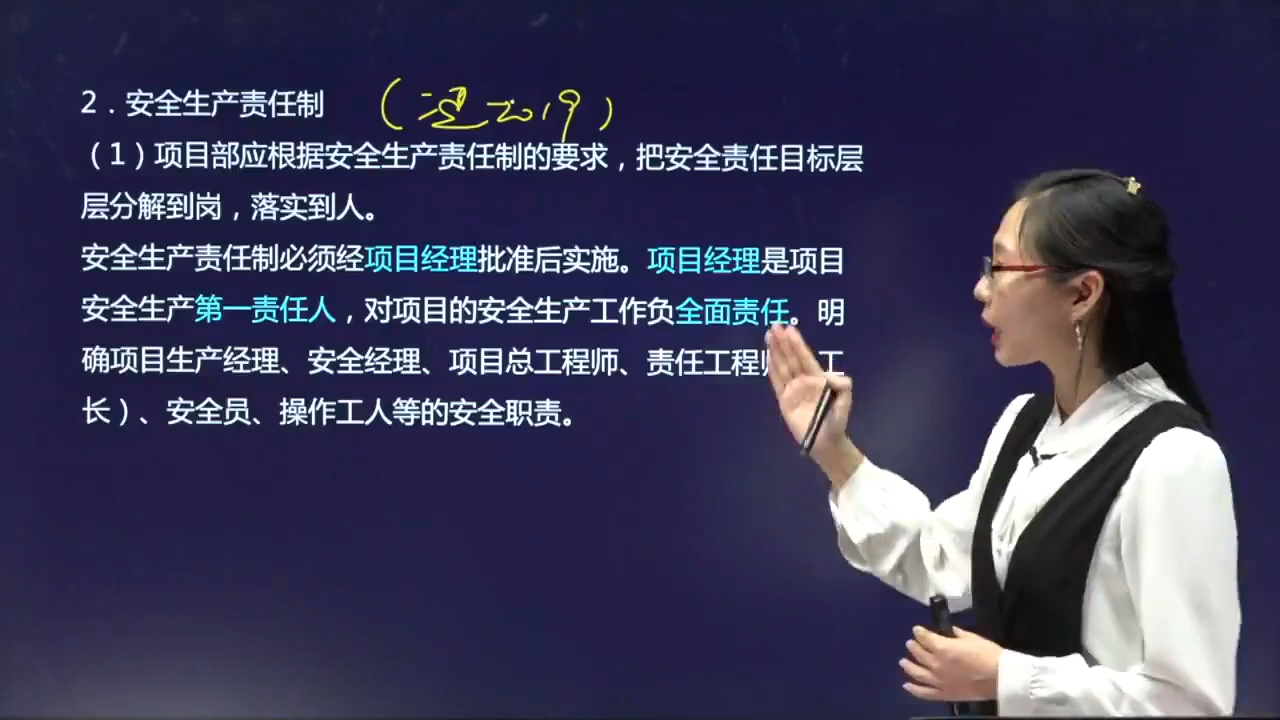 2．安全生产责任制 (选2019)
（1）项目部应根据安全生产责任制的要求，把安全责任目标层
层分解到岗，落实到人。
安全生产责任制必须经项目经理批准后实施。项目经理是项目
安全生产第一责任人，对项目的安全生产工作负全面责任。明
确项目生产经理、安全经理、项目总工程师、责任工程 工
长）、安全员、操作工人等的安全职责。